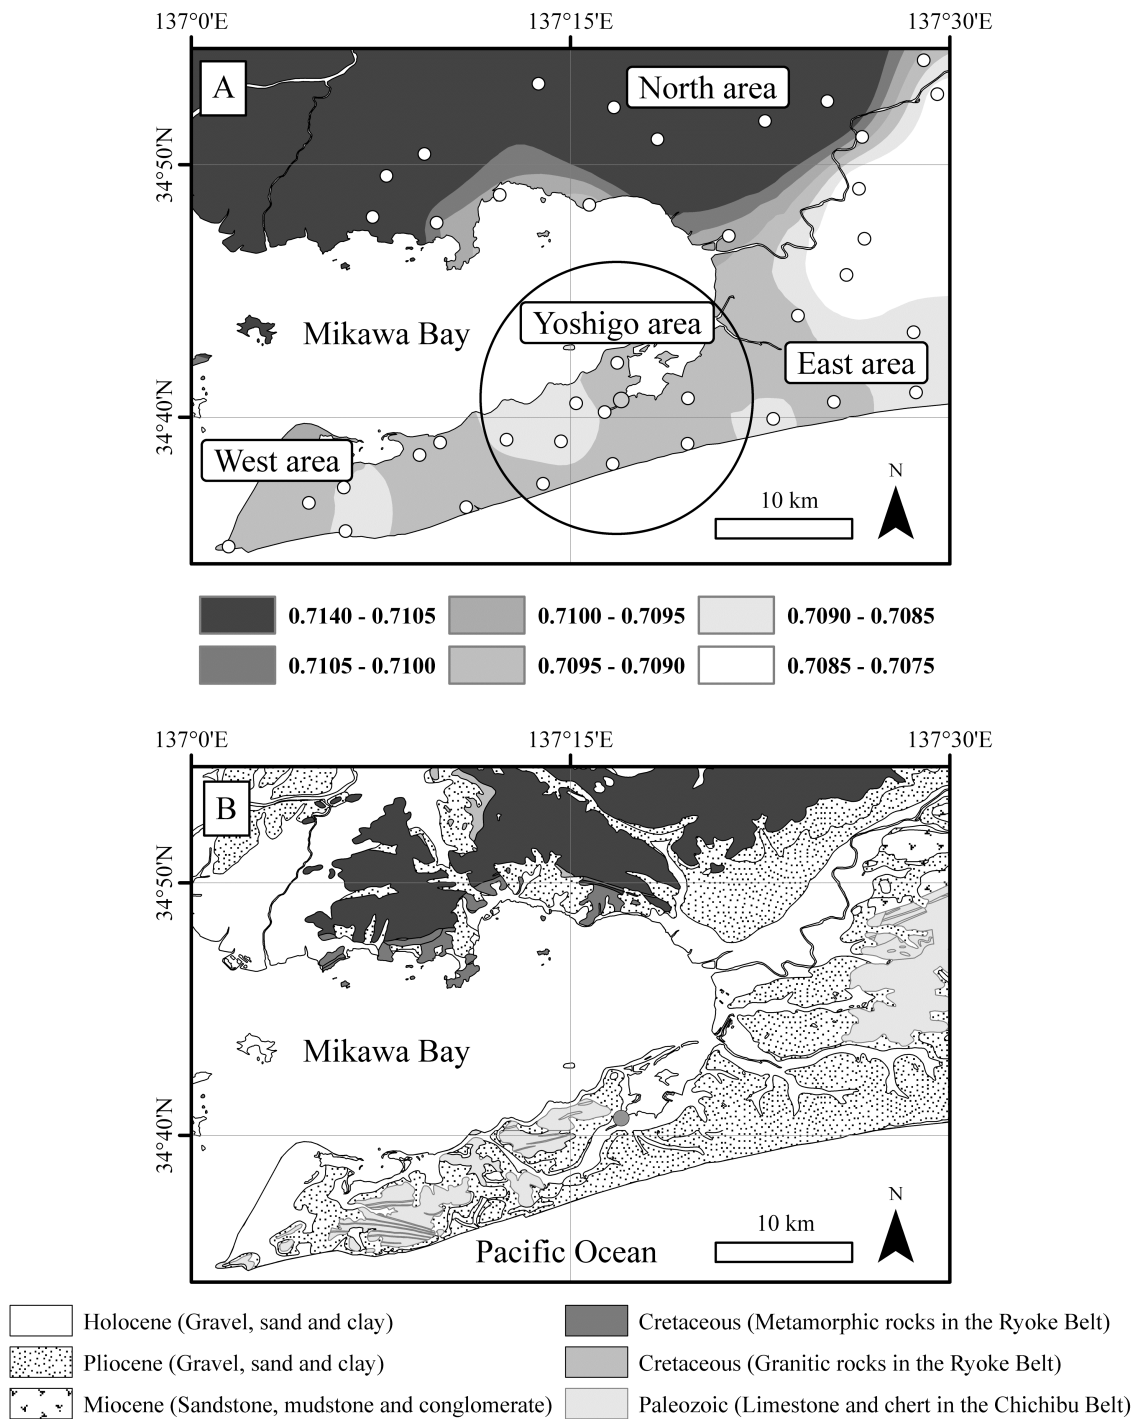 137°0'E 137°15'E 137°30'E
A
North area
34°50'N
Yoshigo area
Mikawa Bay
East area
34°40'N
West area
N
10 km
0.7140 - 0.7105 0.7100 - 0.7095 0.7090 - 0.7085
0.7105 - 0.7100 0.7095 - 0.7090 0.7085 - 0.7075
137°0'E 137°15'E 137°30'E
B
34°50'N
Mikawa Bay
34°40'N
N
10 km
Pacific Ocean
Holocene (Gravel, sand and clay) Cretaceous (Metamorphic rocks in the Ryoke Belt)
Pliocene (Gravel, sand and clay) Cretaceous (Granitic rocks in the Ryoke Belt)
Miocene (Sandstone, mudstone and conglomerate) Paleozoic (Limestone and chert in the Chichibu Belt)